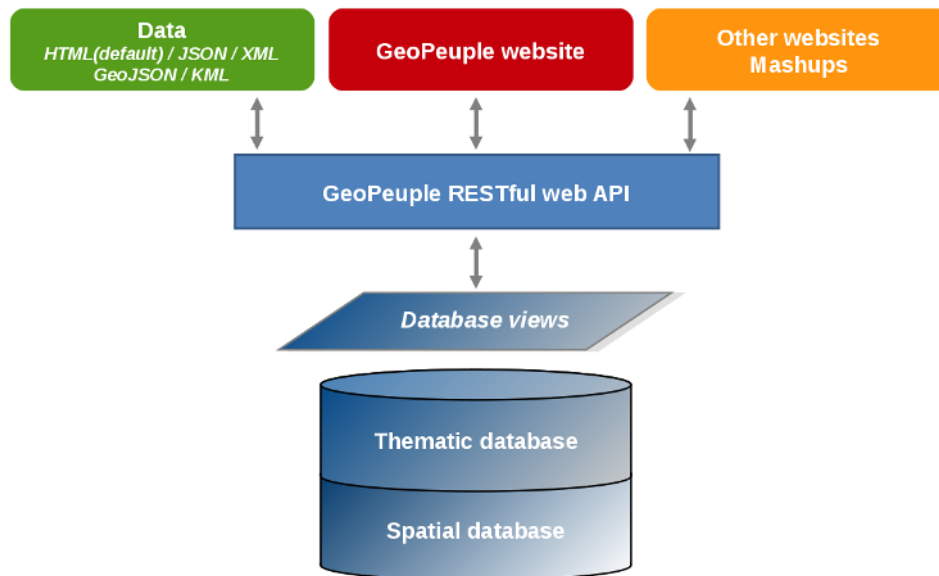 Data
HTML(default) / JSON / XML
GeoJSON / KML
GeoPeuple website
Other websites
Mashups
GeoPeuple RESTful web API
Database views
Thematic database
Spatial database